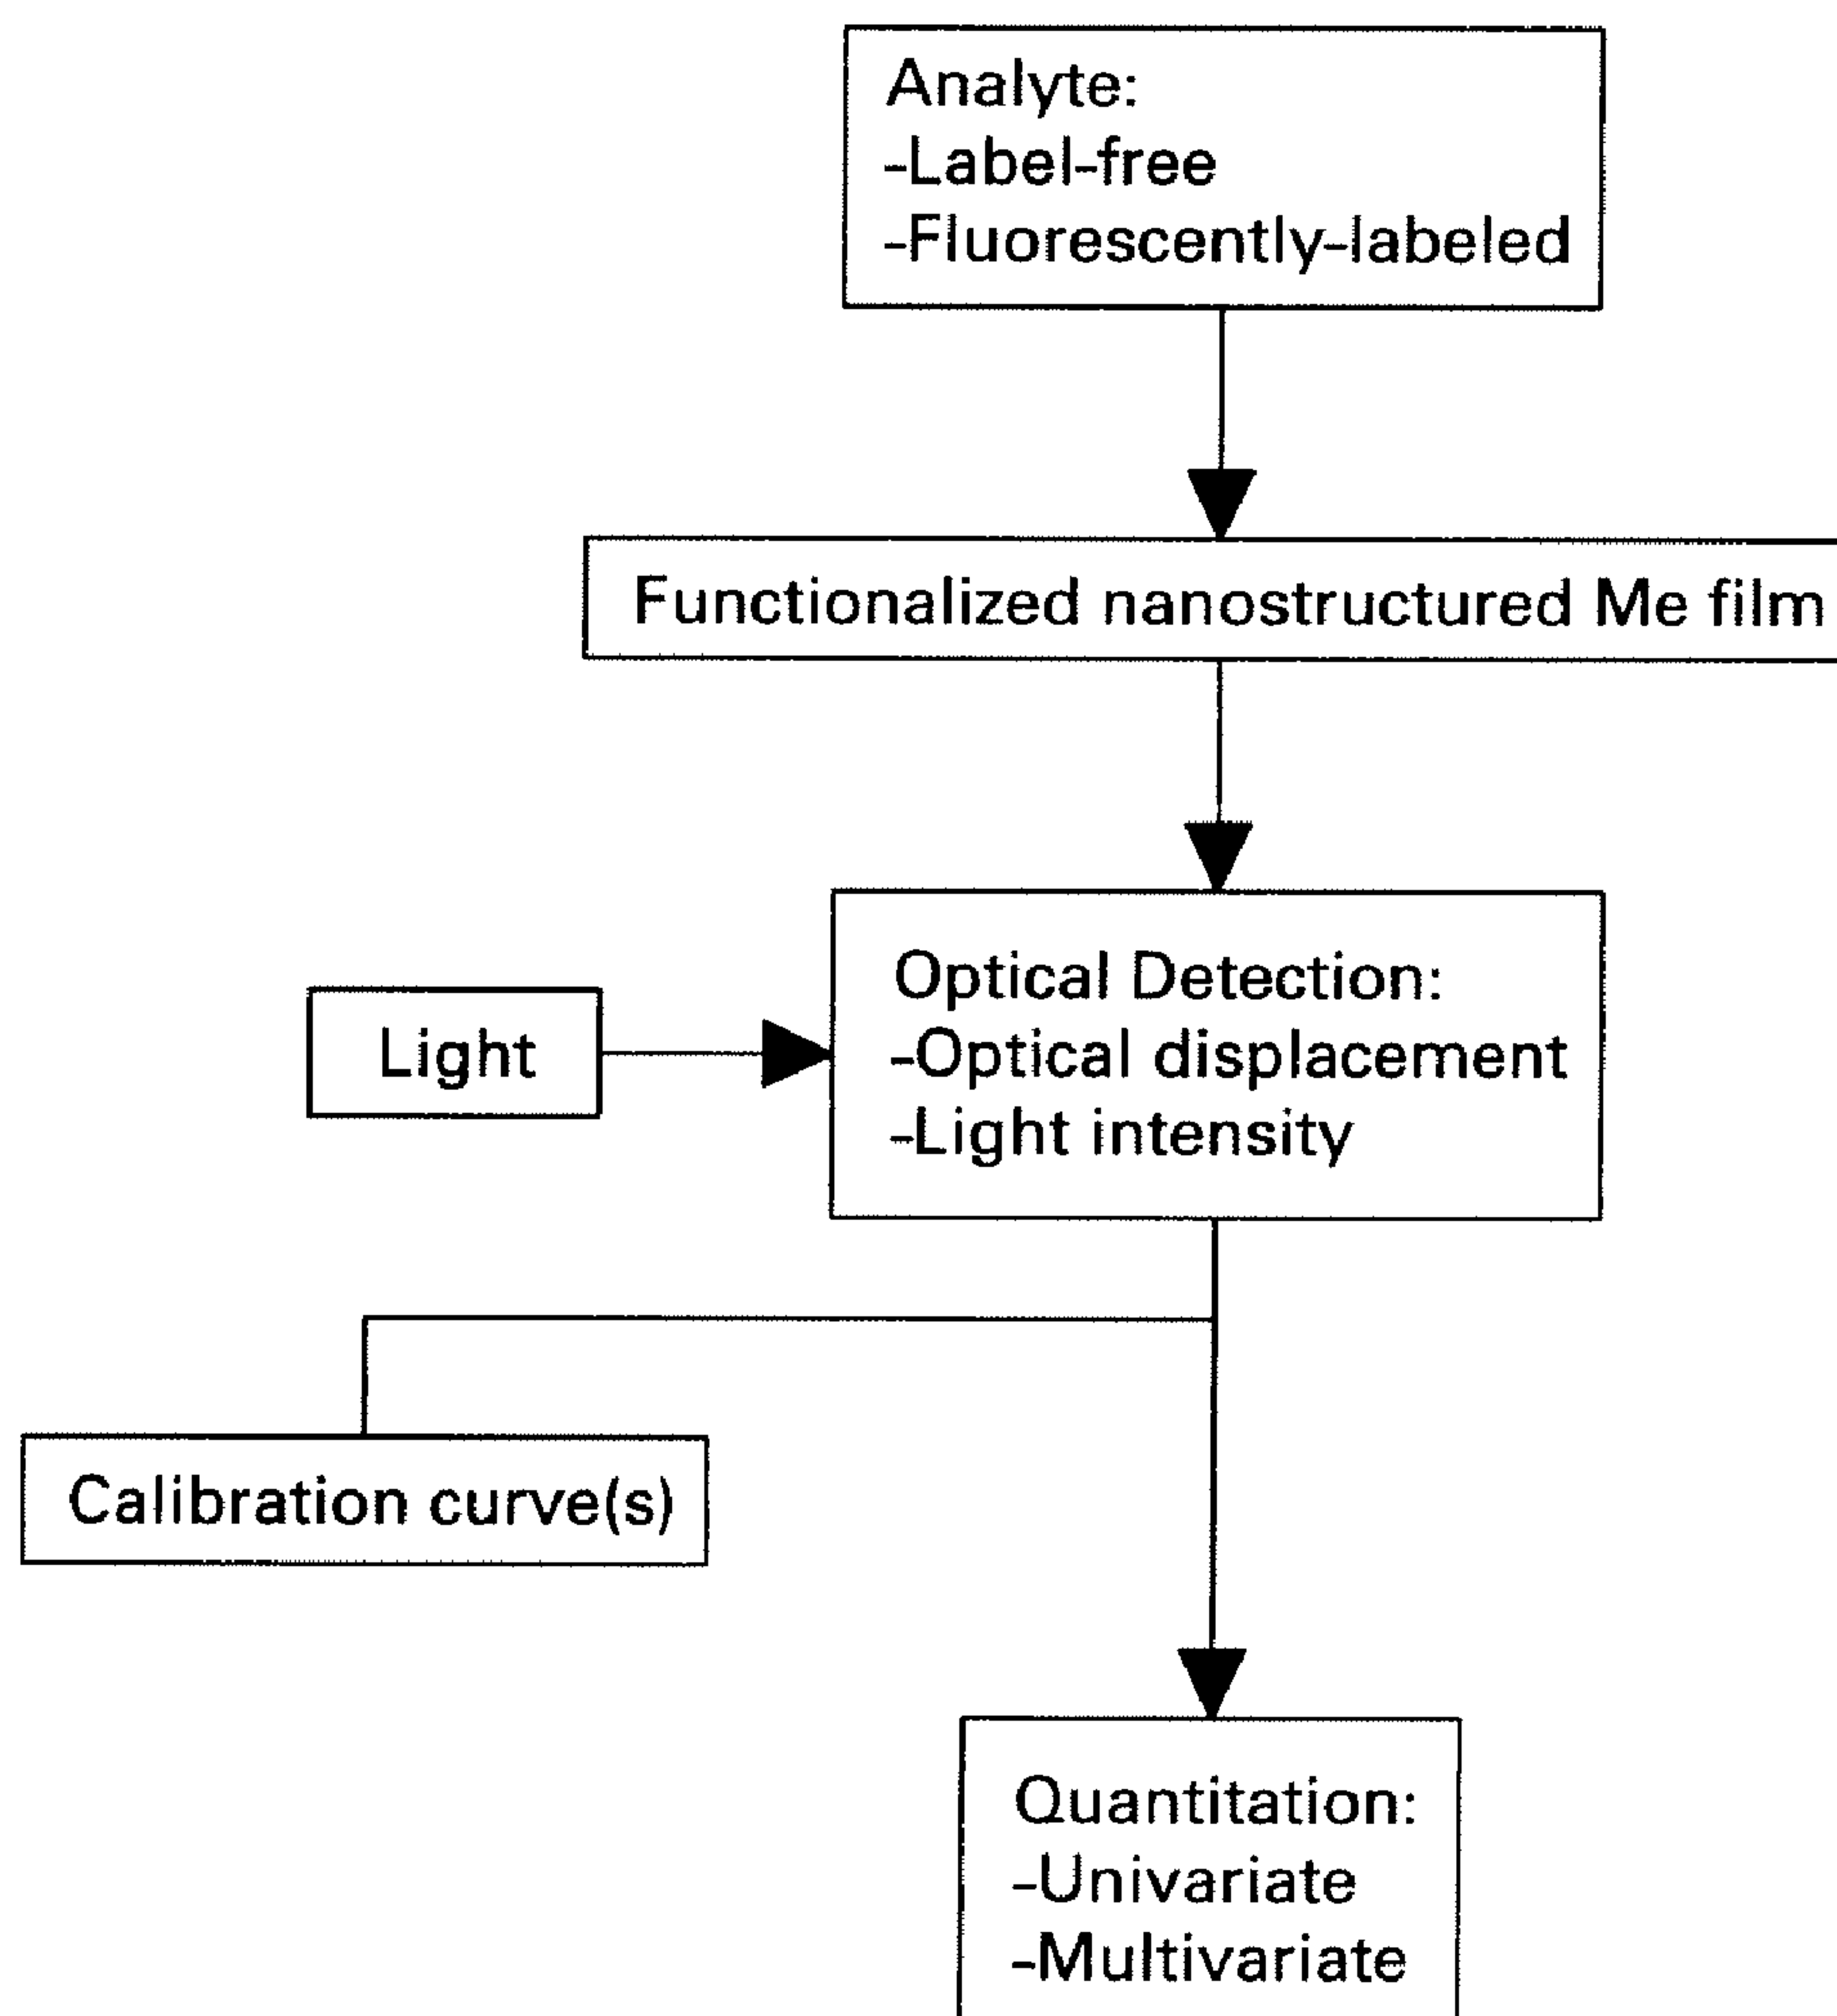 Analyte:
-Label-free
-Fluorescently-labeled
Functionalized nanostructured Me film
Light
Optical Detection:
-Optical displacement
-Light intensity
Calibration curve(s)
Quantitation:
-Univariate
-Multivariate